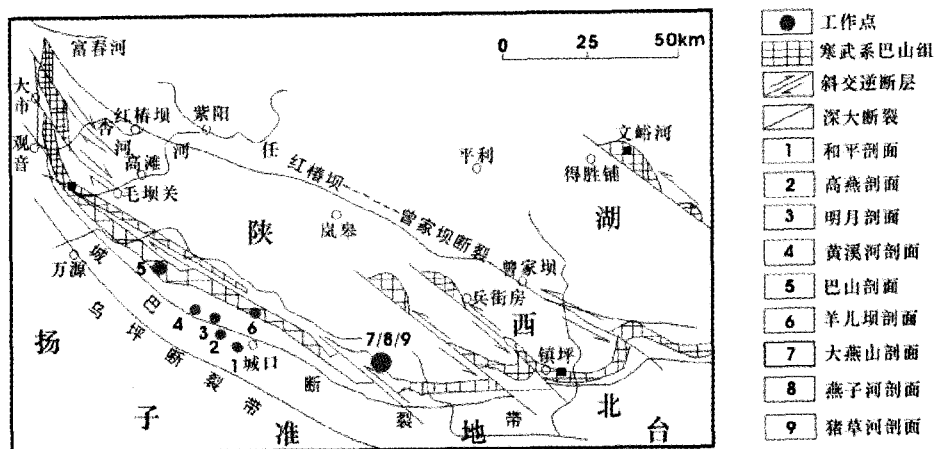 富春河
0 25 50km
大市
红椿坝
紫阳
文峪河
观音
香河
高滩
河
任
平利
得胜铺
毛坝关
红椿坝
曾家坝断裂
陕
岚皋
湖
万源
城
5
曾家坝
兵街房
西
4
3
6
巴
扬
乌坪断裂带
2
1
城口
7/8/9
镇坪
断
裂
带
北
子
准
地
台
工作点
寒武系巴山组
斜交逆断层
深大断裂
1 和平剖面
2 高燕剖面
3 明月剖面
4 黄溪河剖面
5 巴山剖面
6 羊儿坝剖面
7 大燕山剖面
8 燕子河剖面
9 猪草河剖面